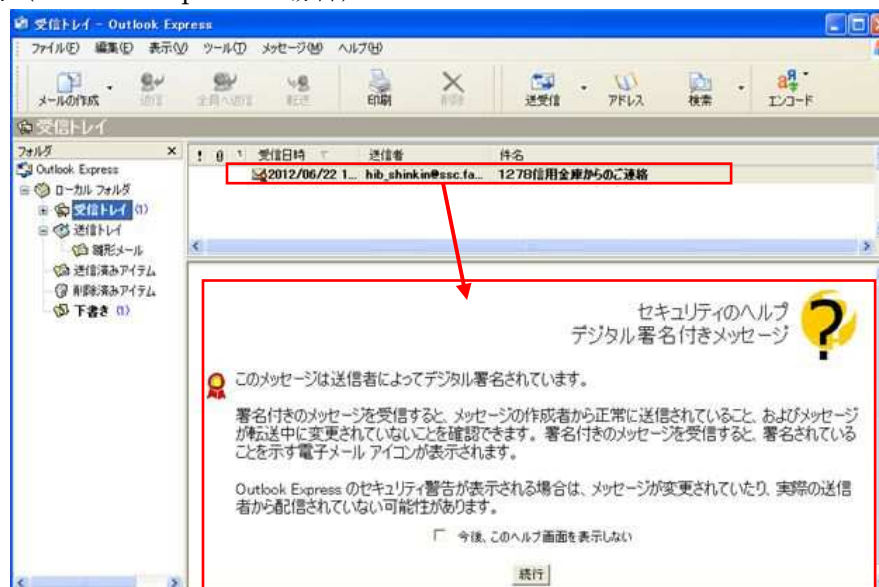 受信トレイ - Outlook Express
ファイル(F) 編集(E) 表示(V) ツール(T) メッセージ(M) ヘルプ(H)
メールの作成 返信 全員へ返信 転送 印刷 削除 送受信 アドレス 検索 エンコード
受信トレイ
フォルダ ×
! 受信日時 送信者 件名
2012/06/22 1... hib_shinkin@ssc.fa... 1278信用金庫からのご連絡
Outlook Express
ローカル フォルダ
受信トレイ (1)
送信トレイ
雛形メール
送信済みアイテム
削除済みアイテム
下書き (1)
セキュリティのヘルプ
デジタル署名付きメッセージ
このメッセージは送信者によってデジタル署名されています。
署名付きのメッセージを受信すると、メッセージの作成者から正常に送信されていること、およびメッセージ
が転送中に変更されていないことを確認できます。署名付きのメッセージを受信すると、署名されている
ことを示す電子メール アイコンが表示されます。
Outlook Express のセキュリティ警告が表示される場合は、メッセージが変更されていたり、実際の送信
者から配信されていない可能性があります。
今後、このヘルプ画面を表示しない
続行